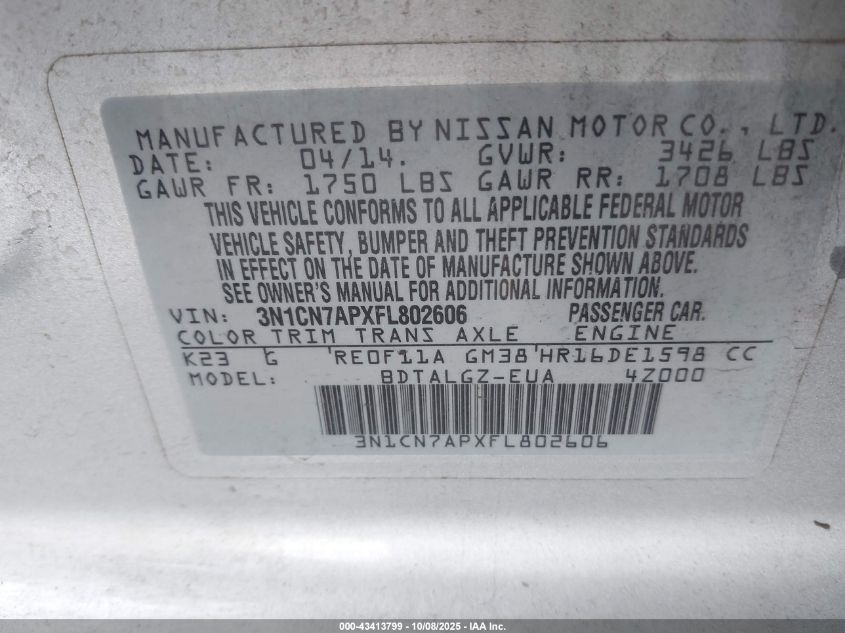 MANUFACTURED BY NISSAN MOTOR CO., LTD.
DATE: 04/14. GVWR: 3426 LBS
GAWR FR: 1750 LBS GAWR RR: 1708 LBS
THIS VEHICLE CONFORMS TO ALL APPLICABLE FEDERAL MOTOR
VEHICLE SAFETY, BUMPER AND THEFT PREVENTION STANDARDS
IN EFFECT ON THE DATE OF MANUFACTURE SHOWN ABOVE.
SEE OWNER'S MANUAL FOR ADDITIONAL INFORMATION.
VIN: 3N1CN7APXFL802606 PASSENGER CAR.
COLOR TRIM TRANS AXLE ENGINE
K23 G 'RE0F11A GM38'HR16DE1598 CC
MODEL: BDTALGZ-EUA 4Z000
3N1CN7APXFL802606
000-43413799 - 10/08/2025 - IAA Inc.